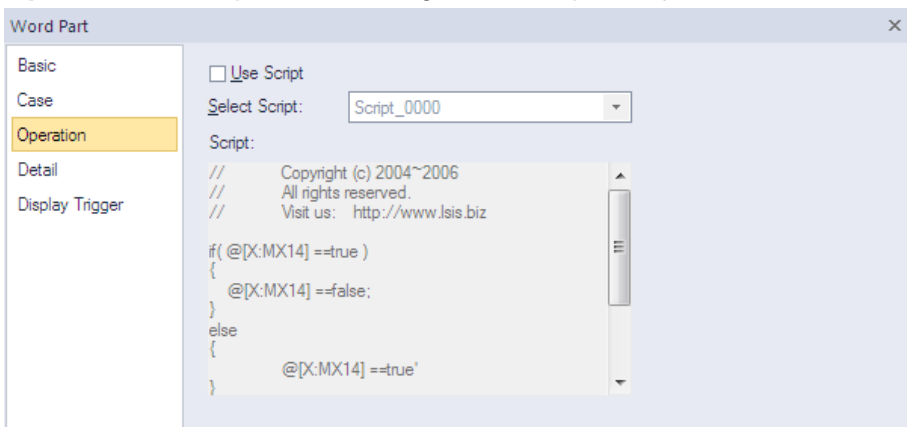 Word Part
Basic
Case
Operation
Detail
Display Trigger
Use Script
Select Script: Script_0000
Script:
// Copyright (c) 2004~2006
// All rights reserved.
// Visit us: http://www.lsis.biz
if( @[X:MX14] ==true )
{
@[X:MX14] ==false;
}
else
{
@[X:MX14] ==true'
}